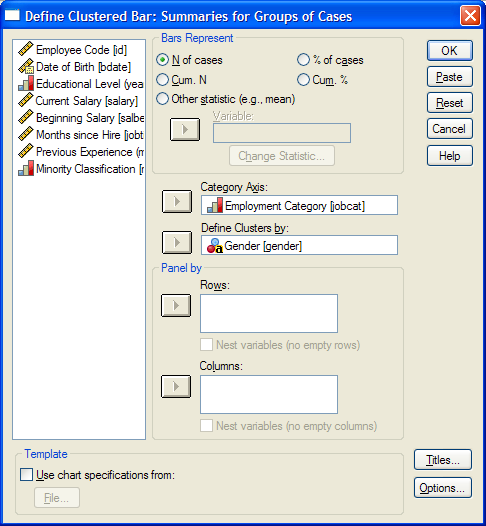 Define Clustered Bar: Summaries for Groups of Cases
Employee Code [id]
Date of Birth [bdate]
Educational Level (yea
Current Salary [salary]
Beginning Salary [salbe
Months since Hire [jobt
Previous Experience (m
Minority Classification [r
Bars Represent
N of cases
% of cases
Cum. N
Cum. %
Other statistic (e.g., mean)
Variable:
Change Statistic...
Category Axis:
Employment Category [jobcat]
Define Clusters by:
Gender [gender]
Panel by
Rows:
Nest variables (no empty rows)
Columns:
Nest variables (no empty columns)
OK
Paste
Reset
Cancel
Help
Template
Use chart specifications from:
File...
Titles...
Options...